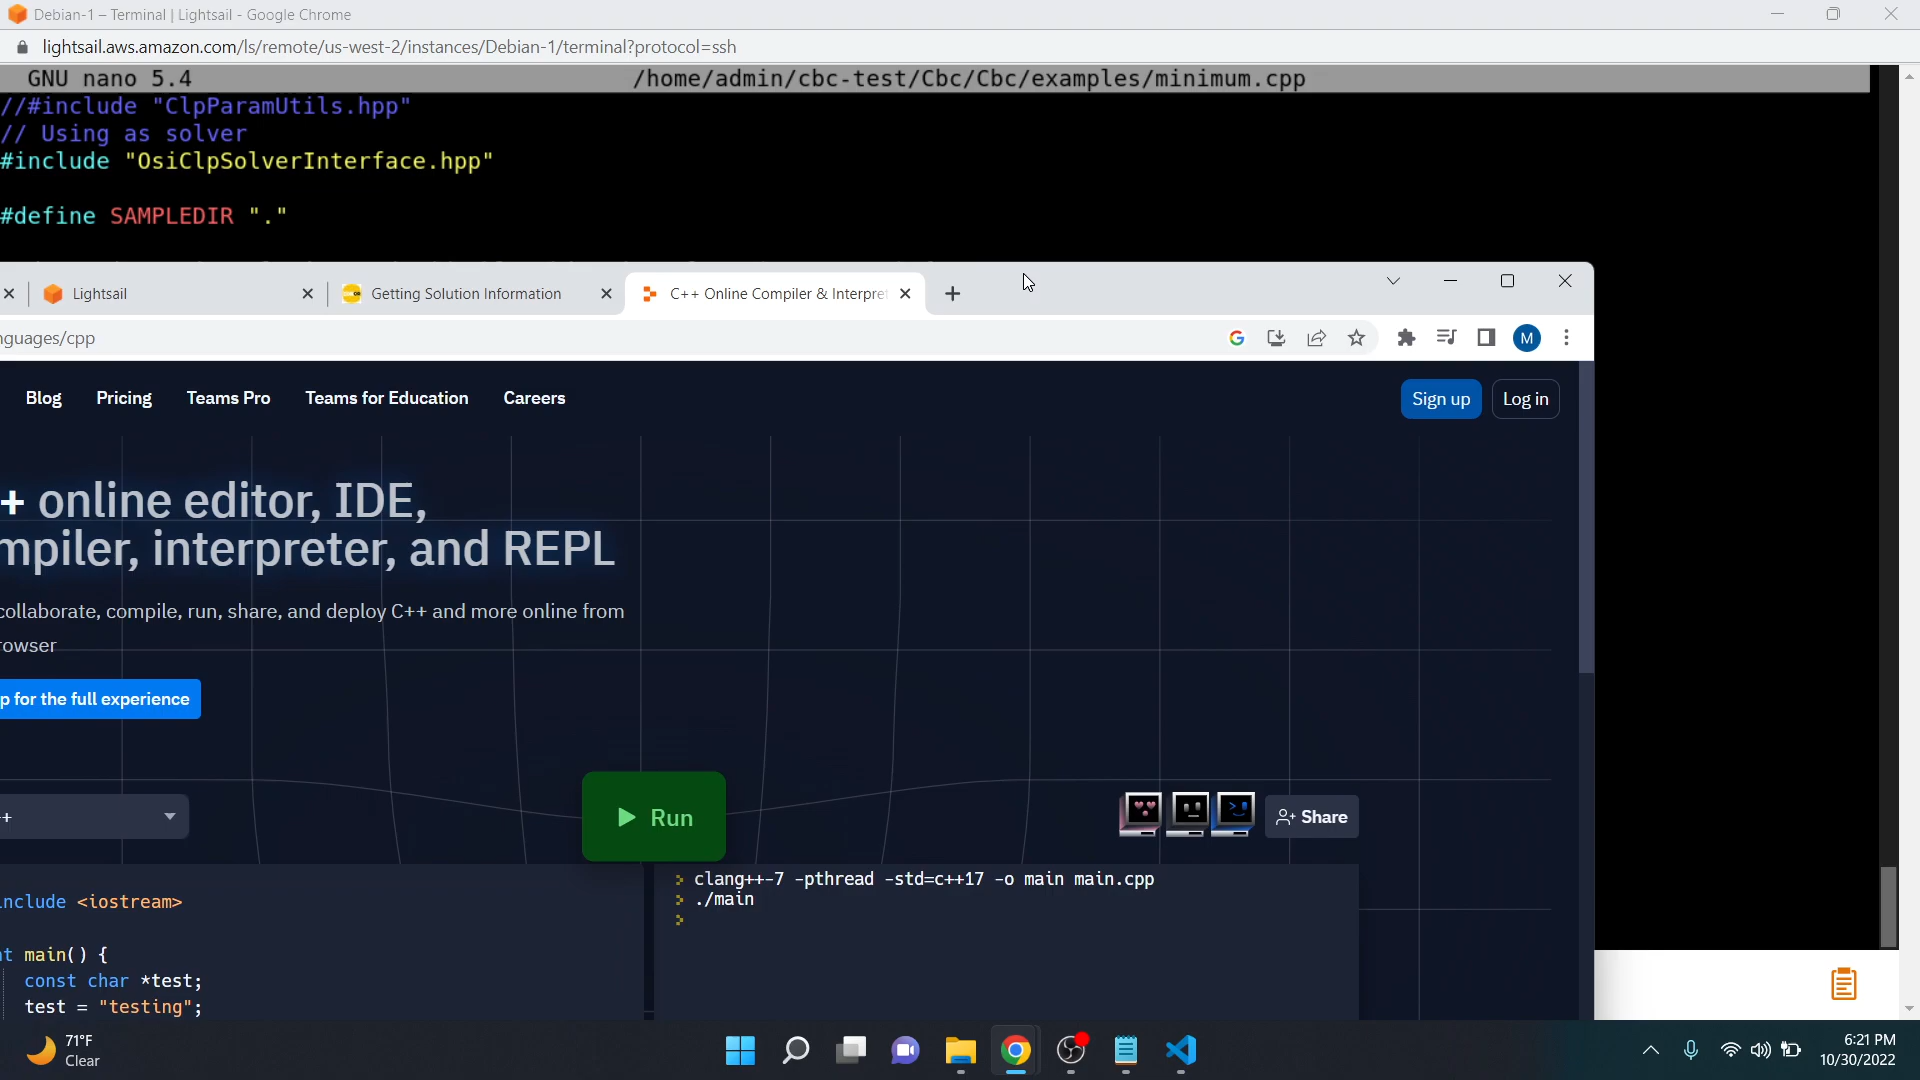 Debian-1 – Terminal | Lightsail - Google Chrome
lightsail.aws.amazon.com/ls/remote/us-west-2/instances/Debian-1/terminal?protocol=ssh
GNU nano 5.4 /home/admin/cbc-test/Cbc/Cbc/examples/minimum.cpp
//#include "ClpParamUtils.hpp"
// Using as solver
#include "OsiClpSolverInterface.hpp"
#define SAMPLEDIR "."
Lightsail Getting Solution Information C++ Online Compiler & Interpre
nguages/cpp
M
Blog Pricing Teams Pro Teams for Education Careers Sign up Log in
+ online editor, IDE,
mpiler, interpreter, and REPL
collaborate, compile, run, share, and deploy C++ and more online from
rowser
p for the full experience
-+ Run Share
include <iostream>
nt main() {
const char *test;
test = "testing";
> clang++-7 -pthread -std=c++17 -o main main.cpp
> ./main
>
71°F
Clear
6:21 PM
10/30/2022